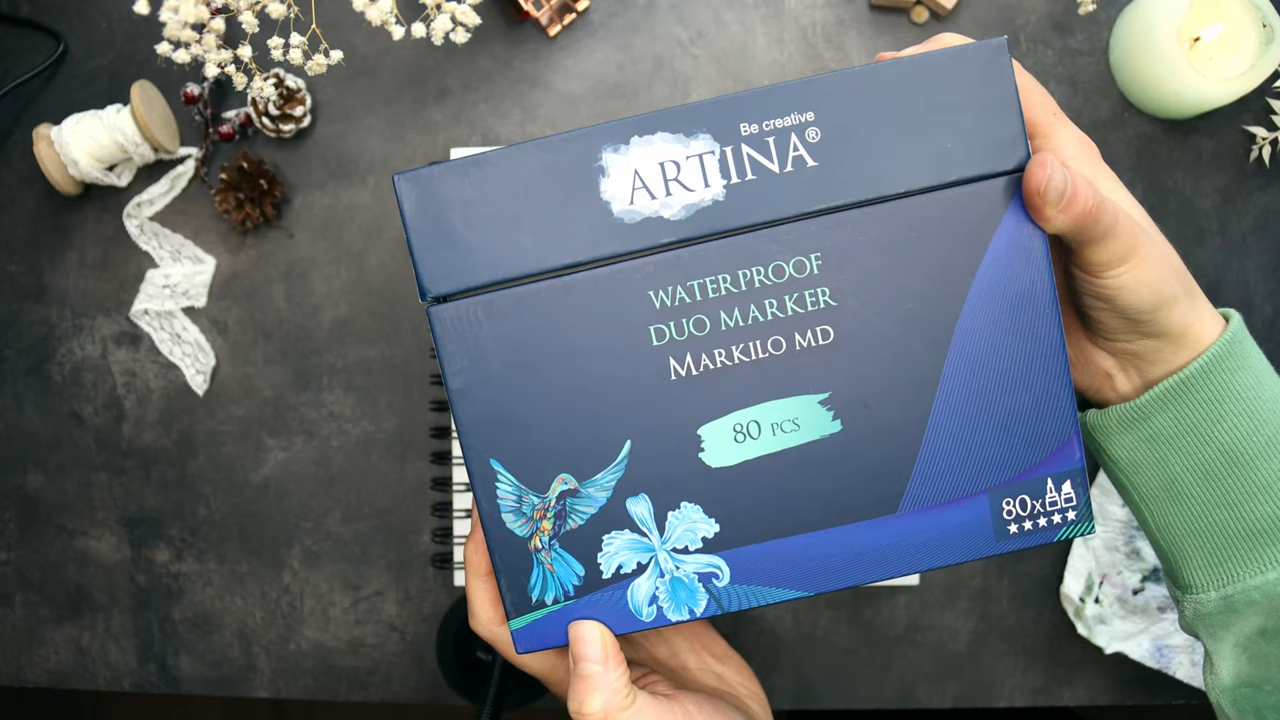 Be creative
ARTINA®
WATERPROOF
DUO MARKER
MARKILO MD
80 PCS
80x